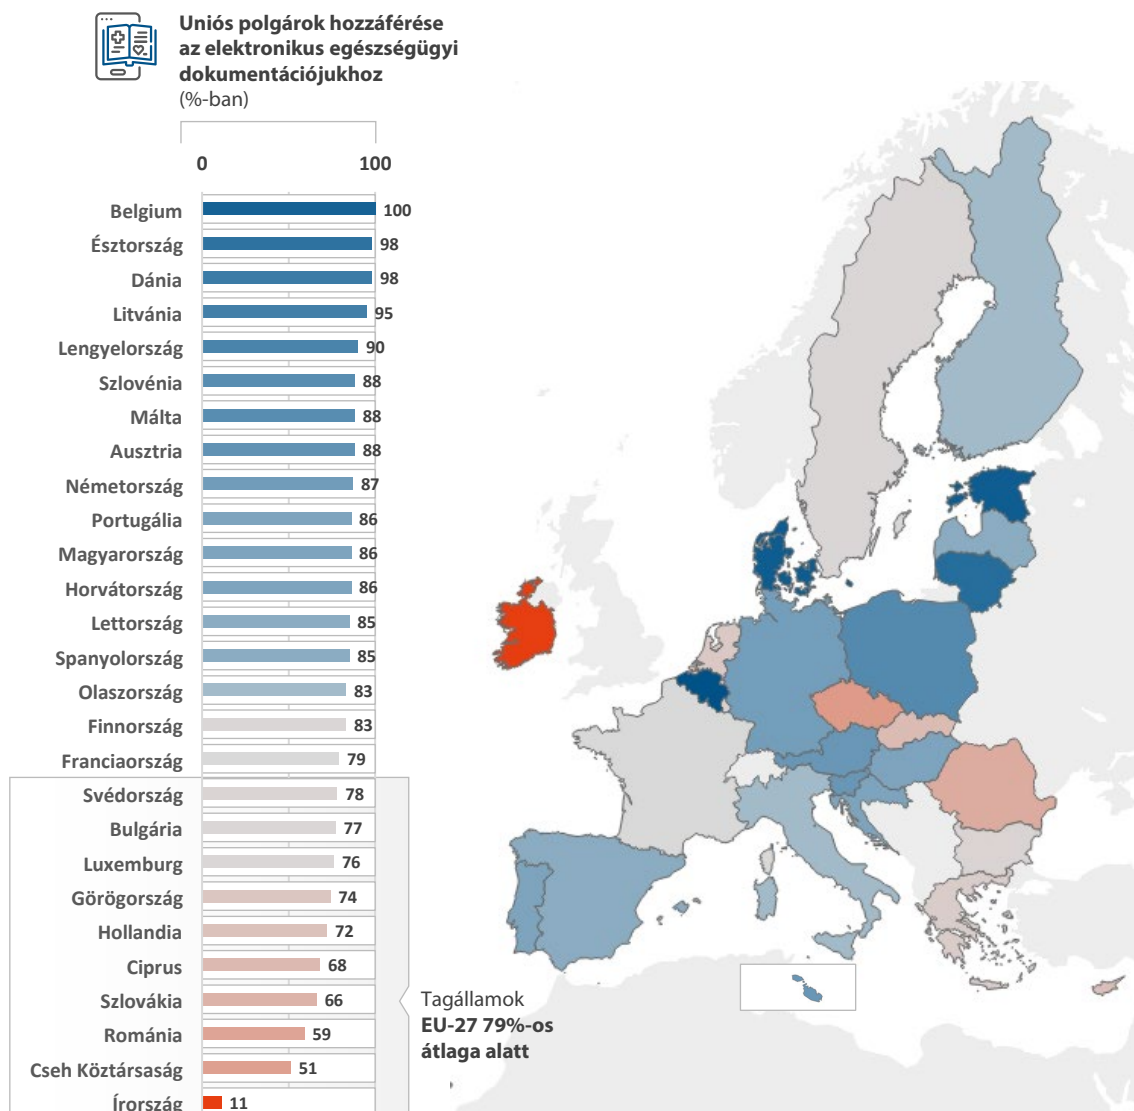 Uniós polgárok hozzáférése
az elektronikus egészségügyi
dokumentációjukhoz
(%-ban)
0 100
Belgium 100
Észtország 98
Dánia 98
Litvánia 95
Lengyelország 90
Szlovénia 88
Málta 88
Ausztria 88
Németország 87
Portugália 86
Magyarország 86
Horvátország 86
Lettország 85
Spanyolország 85
Olaszország 83
Finnország 83
Franciaország 79
Svédország 78
Bulgária 77
Luxemburg 76
Görögország 74
Hollandia 72
Ciprus 68
Szlovákia 66
Románia 59
Cseh Köztársaság 51
Írország 11
Tagállamok
EU-27 79%-os
átlaga alatt